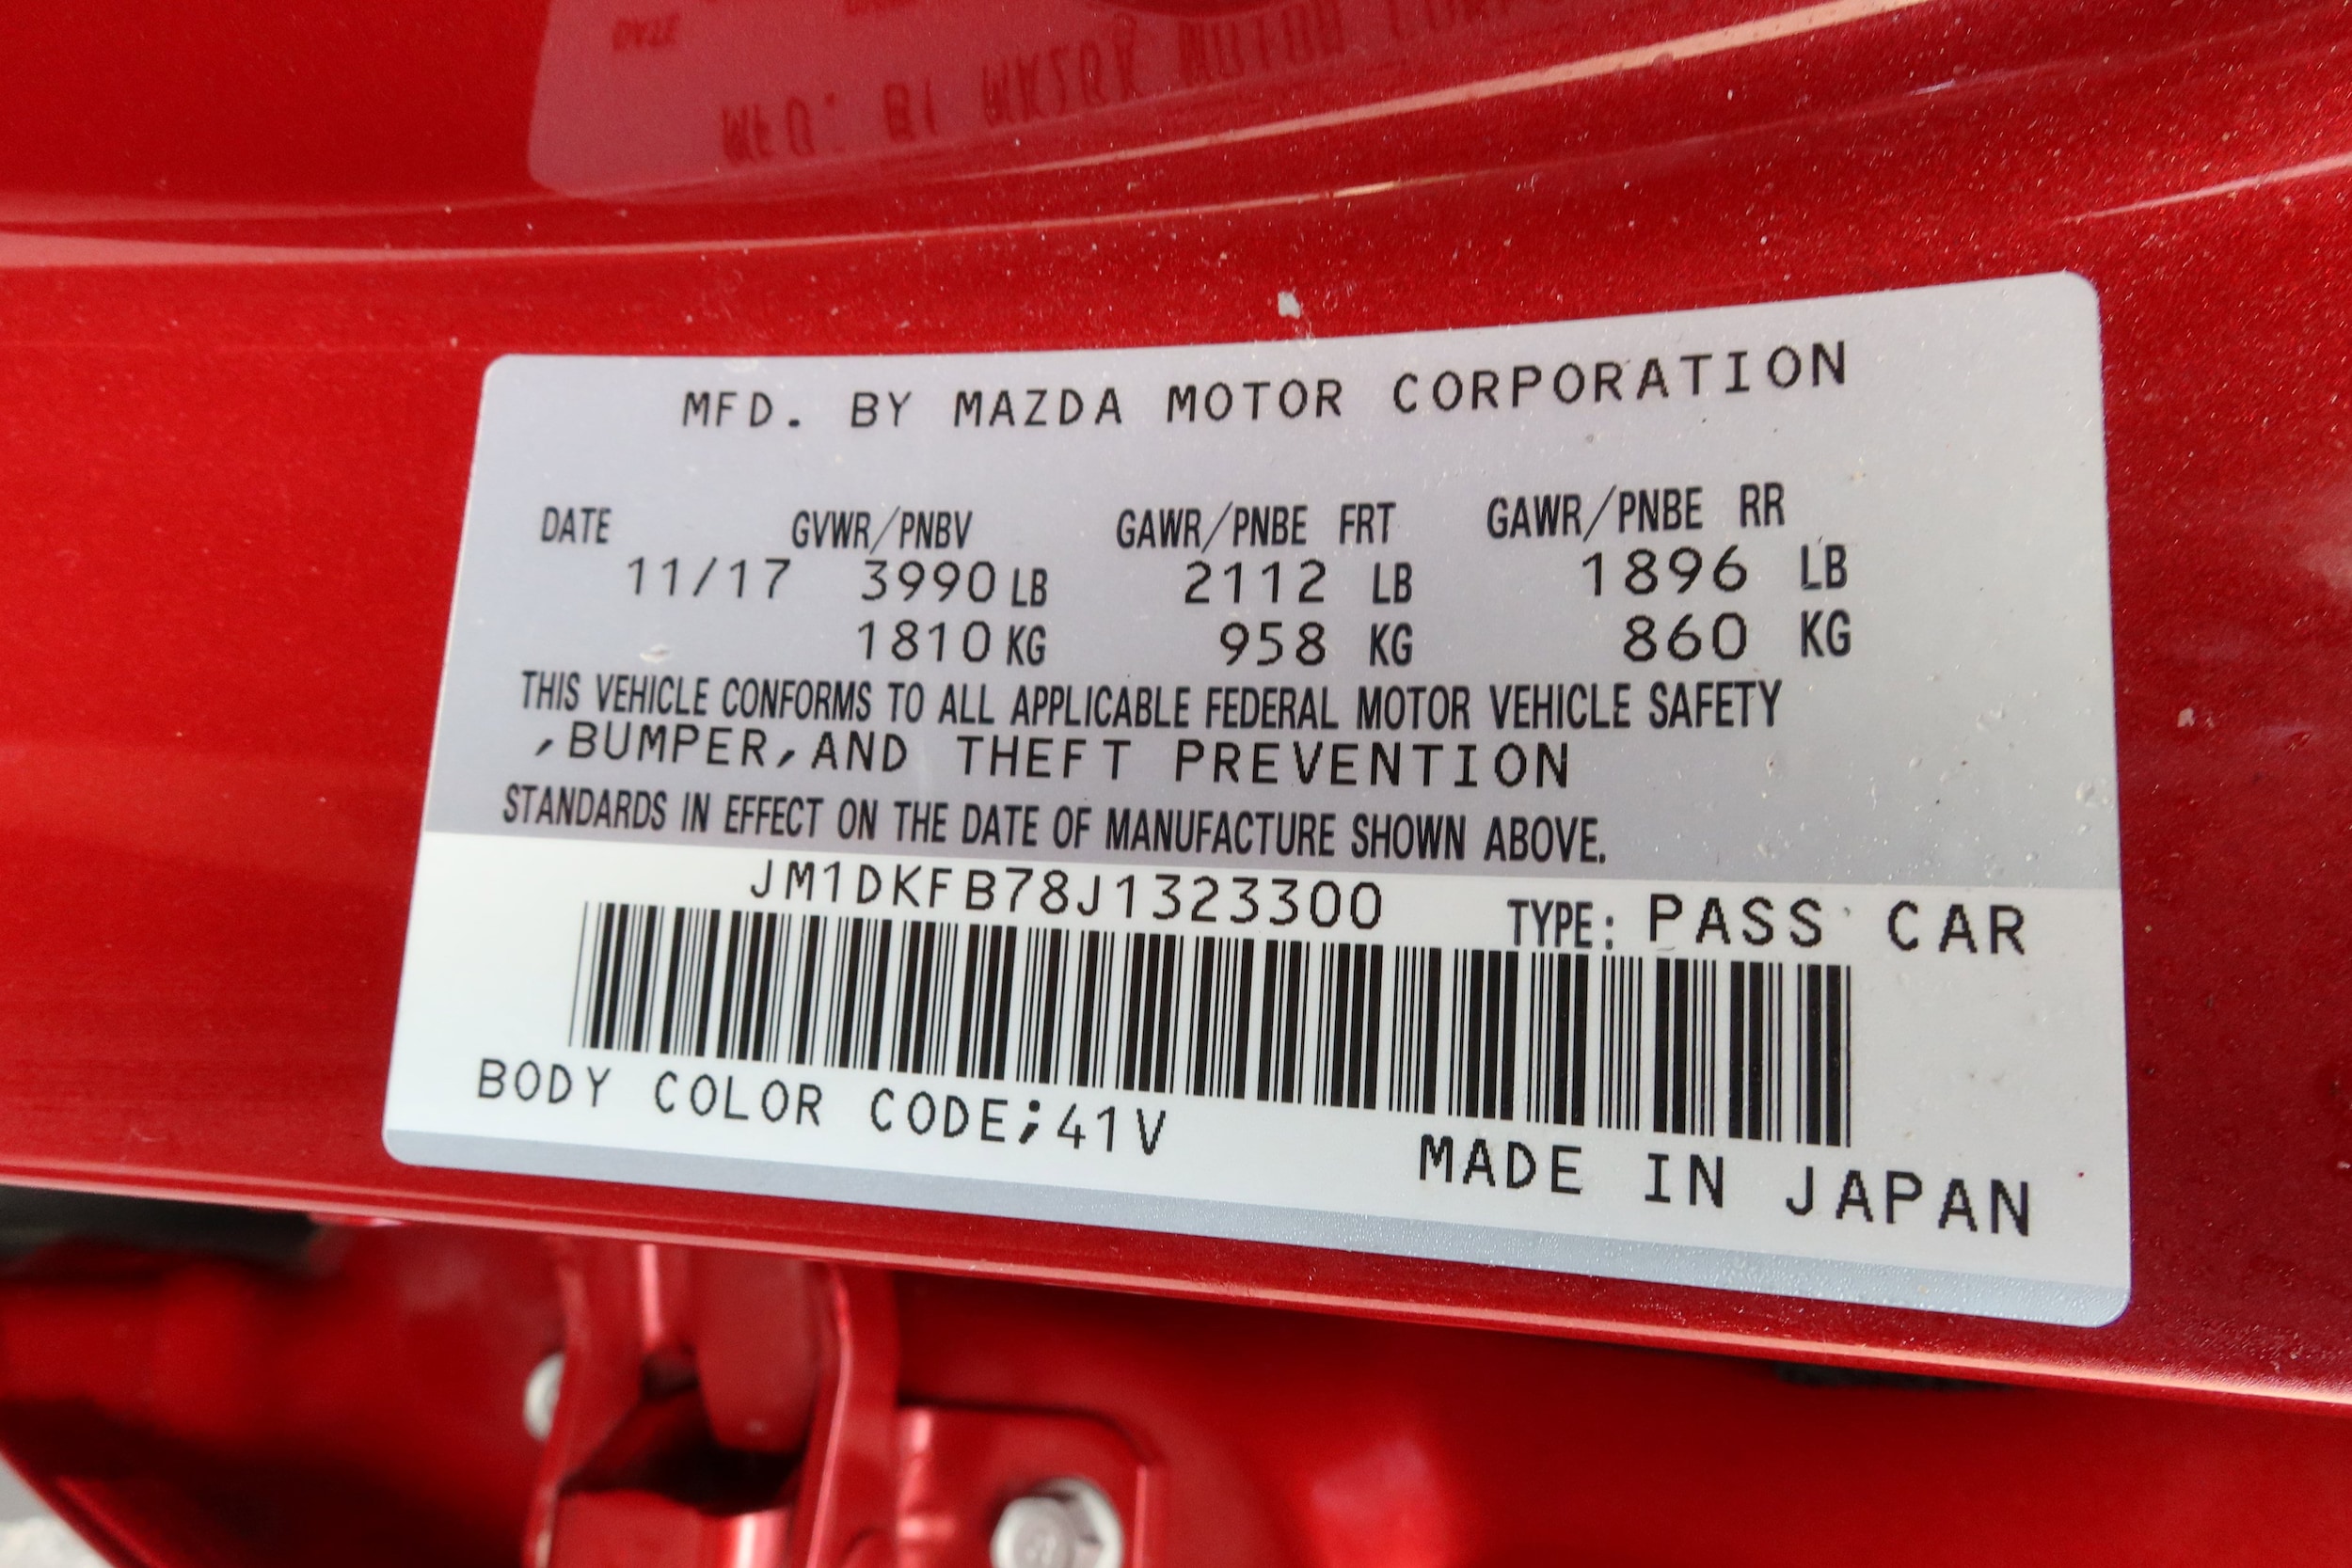 MFD. BY MAZDA MOTOR CORPORATION
DATE GVWR/PNBV GAWR/PNBE FRT GAWR/PNBE RR
11/17 3990 LB 2112 LB 1896 LB
1810 KG 958 KG 860 KG
THIS VEHICLE CONFORMS TO ALL APPLICABLE FEDERAL MOTOR VEHICLE SAFETY
,BUMPER,AND THEFT PREVENTION
STANDARDS IN EFFECT ON THE DATE OF MANUFACTURE SHOWN ABOVE.
JM1DKFB78J1323300 TYPE: PASS CAR
BODY COLOR CODE;41V
MADE IN JAPAN